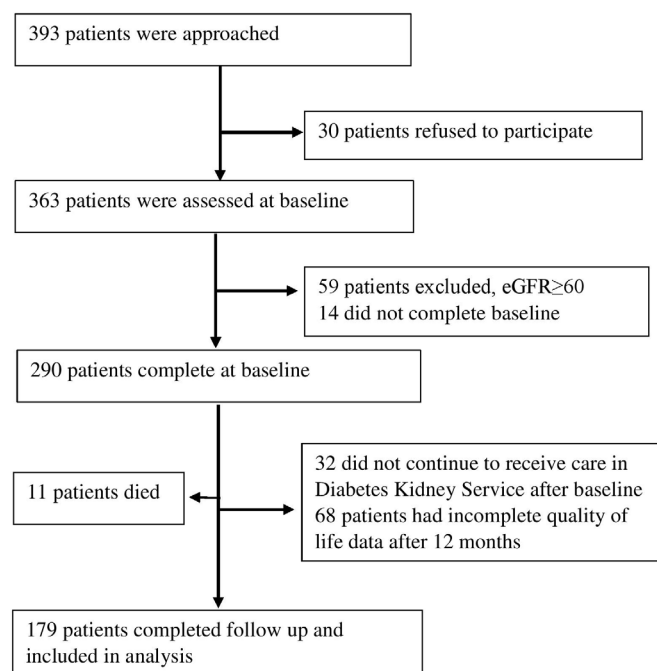 393 patients were approached
30 patients refused to participate
363 patients were assessed at baseline
59 patients excluded, eGFR≥60
14 did not complete baseline
290 patients complete at baseline
11 patients died
32 did not continue to receive care in
Diabetes Kidney Service after baseline
68 patients had incomplete quality of
life data after 12 months
179 patients completed follow up and
included in analysis